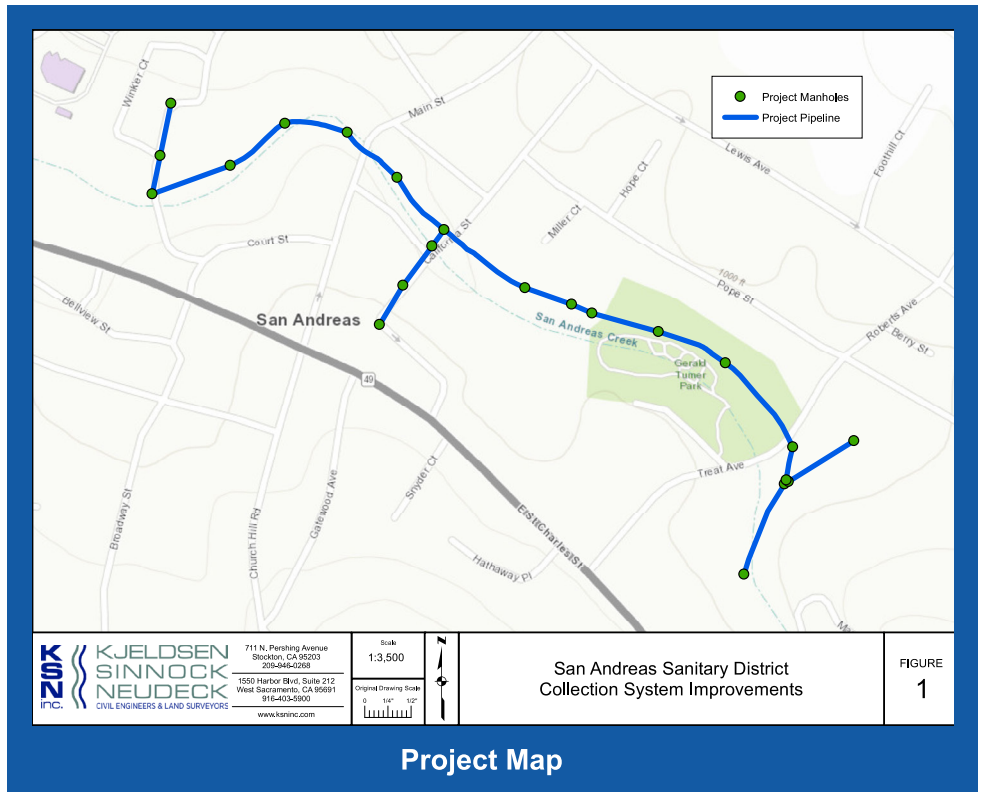 Winker Ct
Main St
Project Manholes
Project Pipeline
Lewis Ave
Foothill Ct
Hope Ct
Miller Ct
California St
Court St
1000 ft
Pope St
Bellview St
San Andreas
San Andreas Creek
Roberts Ave
Berry St
Gerald
Turner
Park
49
Treat Ave
Snyder Ct
Broadway St
Church Hill Rd
Gatewood Ave
E St Charles St
Hathaway Pl
KSN
inc.
KJELDSEN
SINNOCK
NEUDECK
CIVIL ENGINEERS & LAND SURVEYORS
711 N. Pershing Avenue
Stockton, CA 95203
209-946-0268
1550 Harbor Blvd, Suite 212
West Sacramento, CA 95691
916-403-5900
www.ksninc.com
Scale
1:3,500
Original Drawing Scale
0 1/4" 1/2"
N
San Andreas Sanitary District
Collection System Improvements
FIGURE
1
Project Map